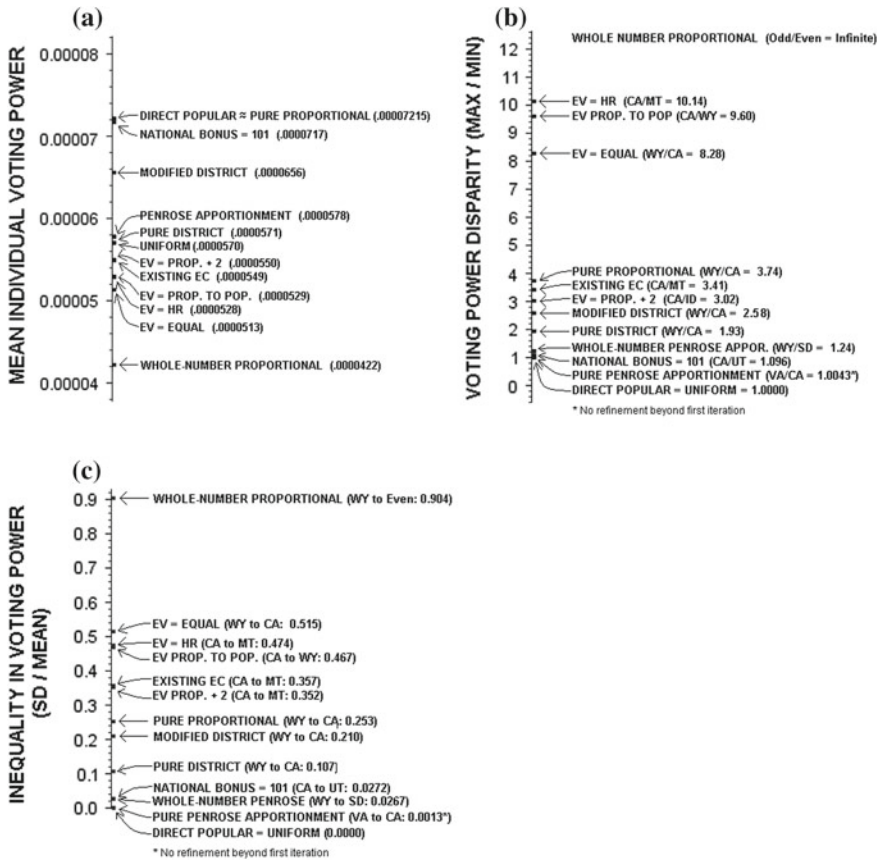 (a)
MEAN INDIVIDUAL VOTING POWER
0.00008
0.00007
0.00006
0.00005
0.00004
DIRECT POPULAR ≈ PURE PROPORTIONAL (.00007215)
NATIONAL BONUS = 101 (.0000717)
MODIFIED DISTRICT (.0000656)
PENROSE APPORTIONMENT (.0000578)
PURE DISTRICT (.0000571)
UNIFORM (.0000570)
EV = PROP. + 2 (.0000550)
EXISTING EC (.0000549)
EV = PROP. TO POP. (.0000529)
EV = HR (.0000528)
EV = EQUAL (.0000513)
WHOLE-NUMBER PROPORTIONAL (.0000422)
(b)
VOTING POWER DISPARITY (MAX / MIN)
12
11
10
9
8
7
6
5
4
3
2
1
0
WHOLE NUMBER PROPORTIONAL (Odd/Even = Infinite)
EV = HR (CA/MT = 10.14)
EV PROP. TO POP (CA/WY = 9.60)
EV = EQUAL (WY/CA = 8.28)
PURE PROPORTIONAL (WY/CA = 3.74)
EXISTING EC (CA/MT = 3.41)
EV = PROP. + 2 (CA/ID = 3.02)
MODIFIED DISTRICT (WY/CA = 2.58)
PURE DISTRICT (WY/CA = 1.93)
WHOLE-NUMBER PENROSE APPOR. (WY/SD = 1.24)
NATIONAL BONUS = 101 (CA/UT = 1.096)
PURE PENROSE APPORTIONMENT (VA/CA = 1.0043*)
DIRECT POPULAR = UNIFORM = 1.0000)
* No refinement beyond first iteration
(c)
INEQUALITY IN VOTING POWER
(SD / MEAN)
0.9
0.8
0.7
0.6
0.5
0.4
0.3
0.2
0.1
0.0
WHOLE-NUMBER PROPORTIONAL (WY to Even: 0.904)
EV = EQUAL (WY to CA: 0.515)
EV = HR (CA to MT: 0.474)
EV PROP. TO POP. (CA to WY: 0.467)
EXISTING EC (CA to MT: 0.357)
EV PROP. + 2 (CA to MT: 0.352)
PURE PROPORTIONAL (WY to CA: 0.253)
MODIFIED DISTRICT (WY to CA: 0.210)
PURE DISTRICT (WY to CA: 0.107)
NATIONAL BONUS = 101 (CA to UT: 0.0272)
WHOLE-NUMBER PENROSE (WY to SD: 0.0267)
PURE PENROSE APPORTIONMENT (VA to CA: 0.0013*)
DIRECT POPULAR = UNIFORM (0.0000)
* No refinement beyond first iteration